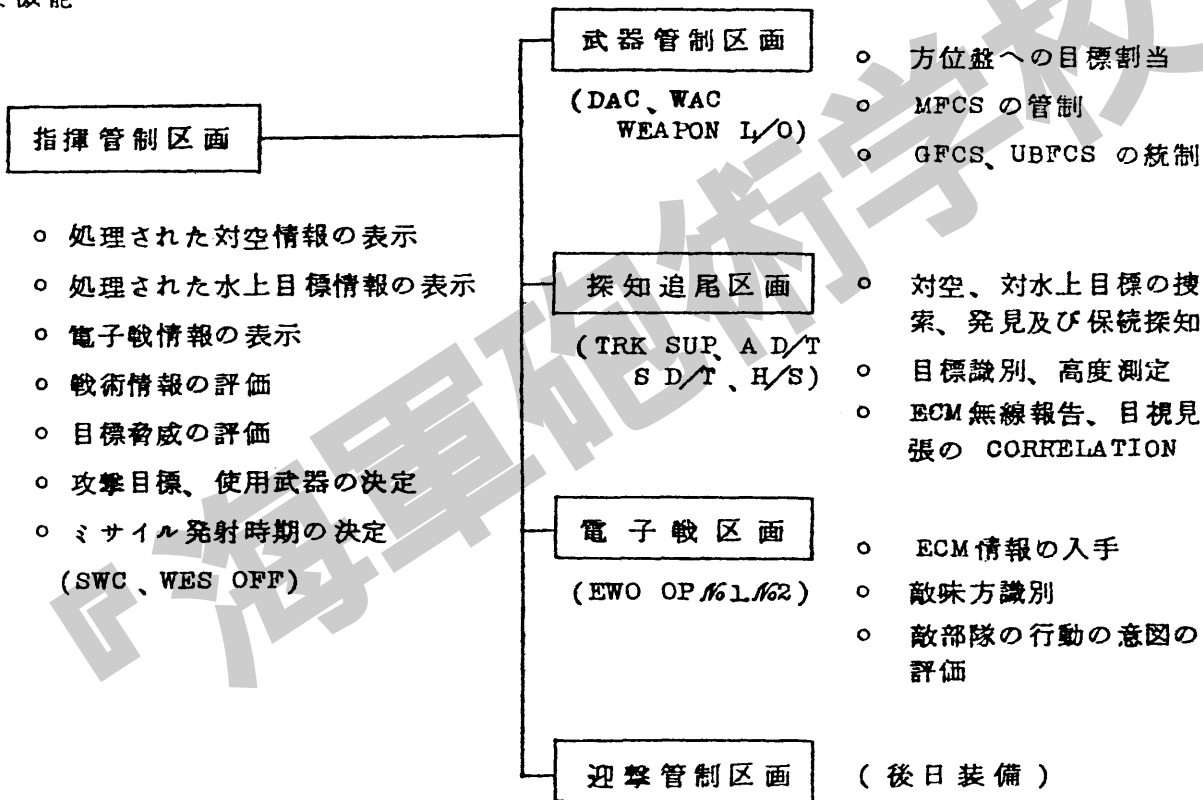 機能
指揮管制区画
処理された対空情報の表示
処理された水上目標情報の表示
電子戦情報の表示
戦術情報の評価
目標脅威の評価
攻撃目標、使用武器の決定
ミサイル発射時期の決定
(SWC、WES OFF)
武器管制区画
(DAC、WAC
WEAPON I/O)
方位盤への目標割当
MFCS の管制
GFCS、UBFCS の統制
探知追尾区画
(TRK SUP、A D/T
S D/T、H/S)
対空、対水上目標の捜
索、発見及び保続探知
目標識別、高度測定
ECM無線報告、目視見
張の CORRELATION
電子戦区画
(EWO OP №1.№2)
ECM情報の入手
敵味方識別
敵部隊の行動の意図の
評価
迎撃管制区画
(後日装備)
『海軍砲術学校